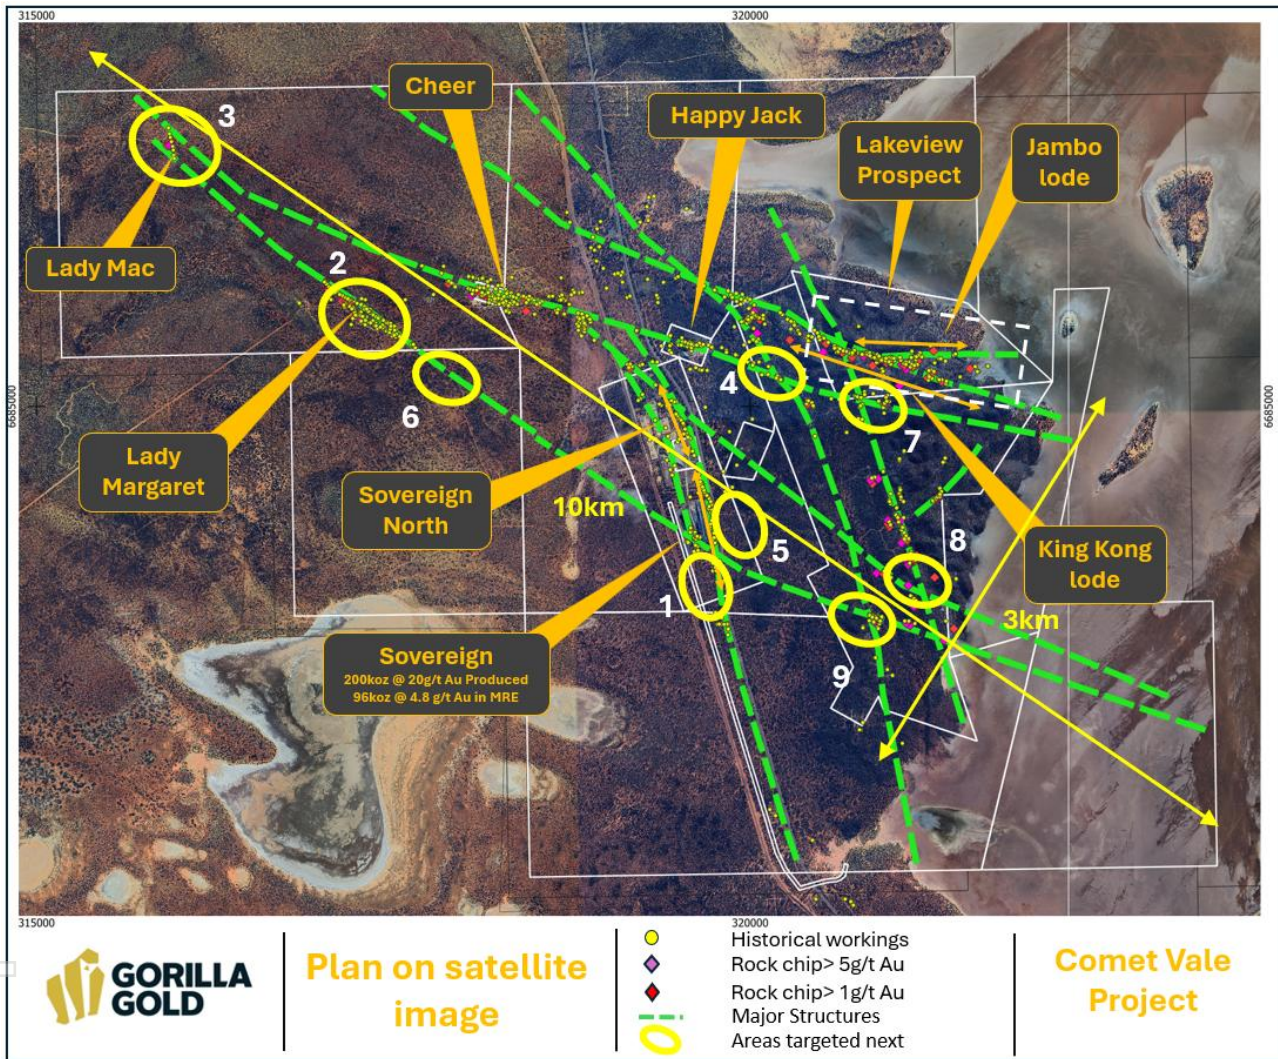 315000
320000
Cheer
3
Happy Jack
Lakeview
Prospect
Jambo
lode
Lady Mac
2
4
6685000
6685000
6
7
Lady
Margaret
Sovereign
North
10km
5
8
King Kong
lode
1
3km
Sovereign
200koz @ 20g/t Au Produced
96koz @ 4.8 g/t Au in MRE
9
315000
320000
GORILLA
GOLD
Plan on satellite
image
Historical workings
Rock chip> 5g/t Au
Rock chip> 1g/t Au
Major Structures
Areas targeted next
Comet Vale
Project